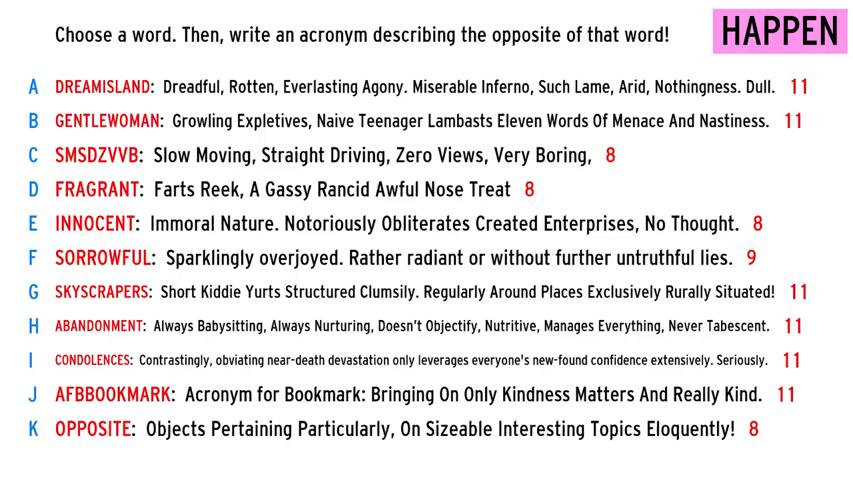 Choose a word. Then, write an acronym describing the opposite of that word!
HAPPEN
A DREAMISLAND: Dreadful, Rotten, Everlasting Agony. Miserable Inferno, Such Lame, Arid, Nothingness. Dull. 11
B GENTLEWOMAN: Growling Expletives, Naive Teenager Lambasts Eleven Words Of Menace And Nastiness. 11
C SMSDZVVB: Slow Moving, Straight Driving, Zero Views, Very Boring, 8
D FRAGRANT: Farts Reek, A Gassy Rancid Awful Nose Treat 8
E INNOCENT: Immoral Nature. Notoriously Obliterates Created Enterprises, No Thought. 8
F SORROWFUL: Sparklingly overjoyed. Rather radiant or without further untruthful lies. 9
G SKYSCRAPERS: Short Kiddie Yurts Structured Clumsily. Regularly Around Places Exclusively Rurally Situated! 11
H ABANDONMENT: Always Babysitting, Always Nurturing, Doesn't Objectify, Nutritive, Manages Everything, Never Tabescent. 11
I CONDOLENCES: Contrastingly, obviating near-death devastation only leverages everyone's new-found confidence extensively. Seriously. 11
J AFBBOOKMARK: Acronym for Bookmark: Bringing On Only Kindness Matters And Really Kind. 11
K OPPOSITE: Objects Pertaining Particularly, On Sizeable Interesting Topics Eloquently! 8